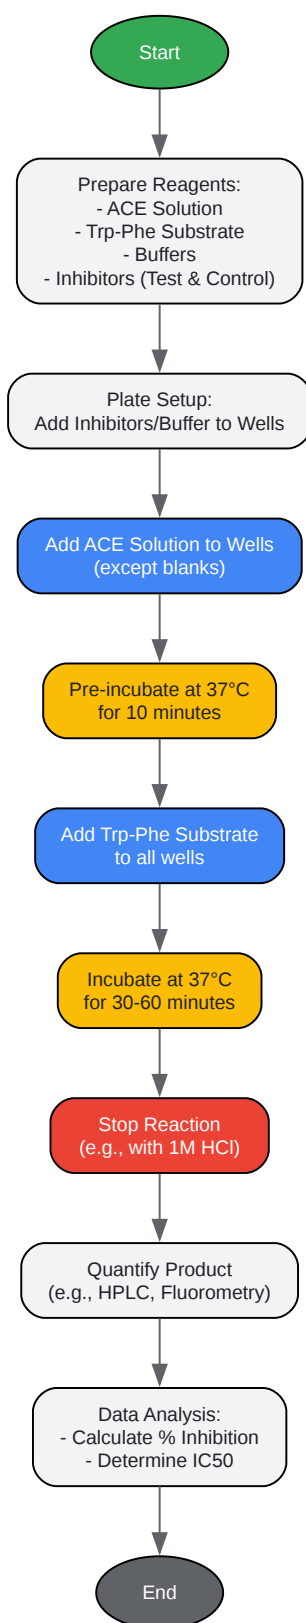 Start
Prepare Reagents:
- ACE Solution
- Trp-Phe Substrate
- Buffers
- Inhibitors (Test & Control)
Plate Setup:
Add Inhibitors/Buffer to Wells
Add ACE Solution to Wells
(except blanks)
Pre-incubate at 37°C
for 10 minutes
Add Trp-Phe Substrate
to all wells
Incubate at 37°C
for 30-60 minutes
Stop Reaction
(e.g., with 1M HCl)
Quantify Product
(e.g., HPLC, Fluorometry)
Data Analysis:
- Calculate % Inhibition
- Determine IC50
End